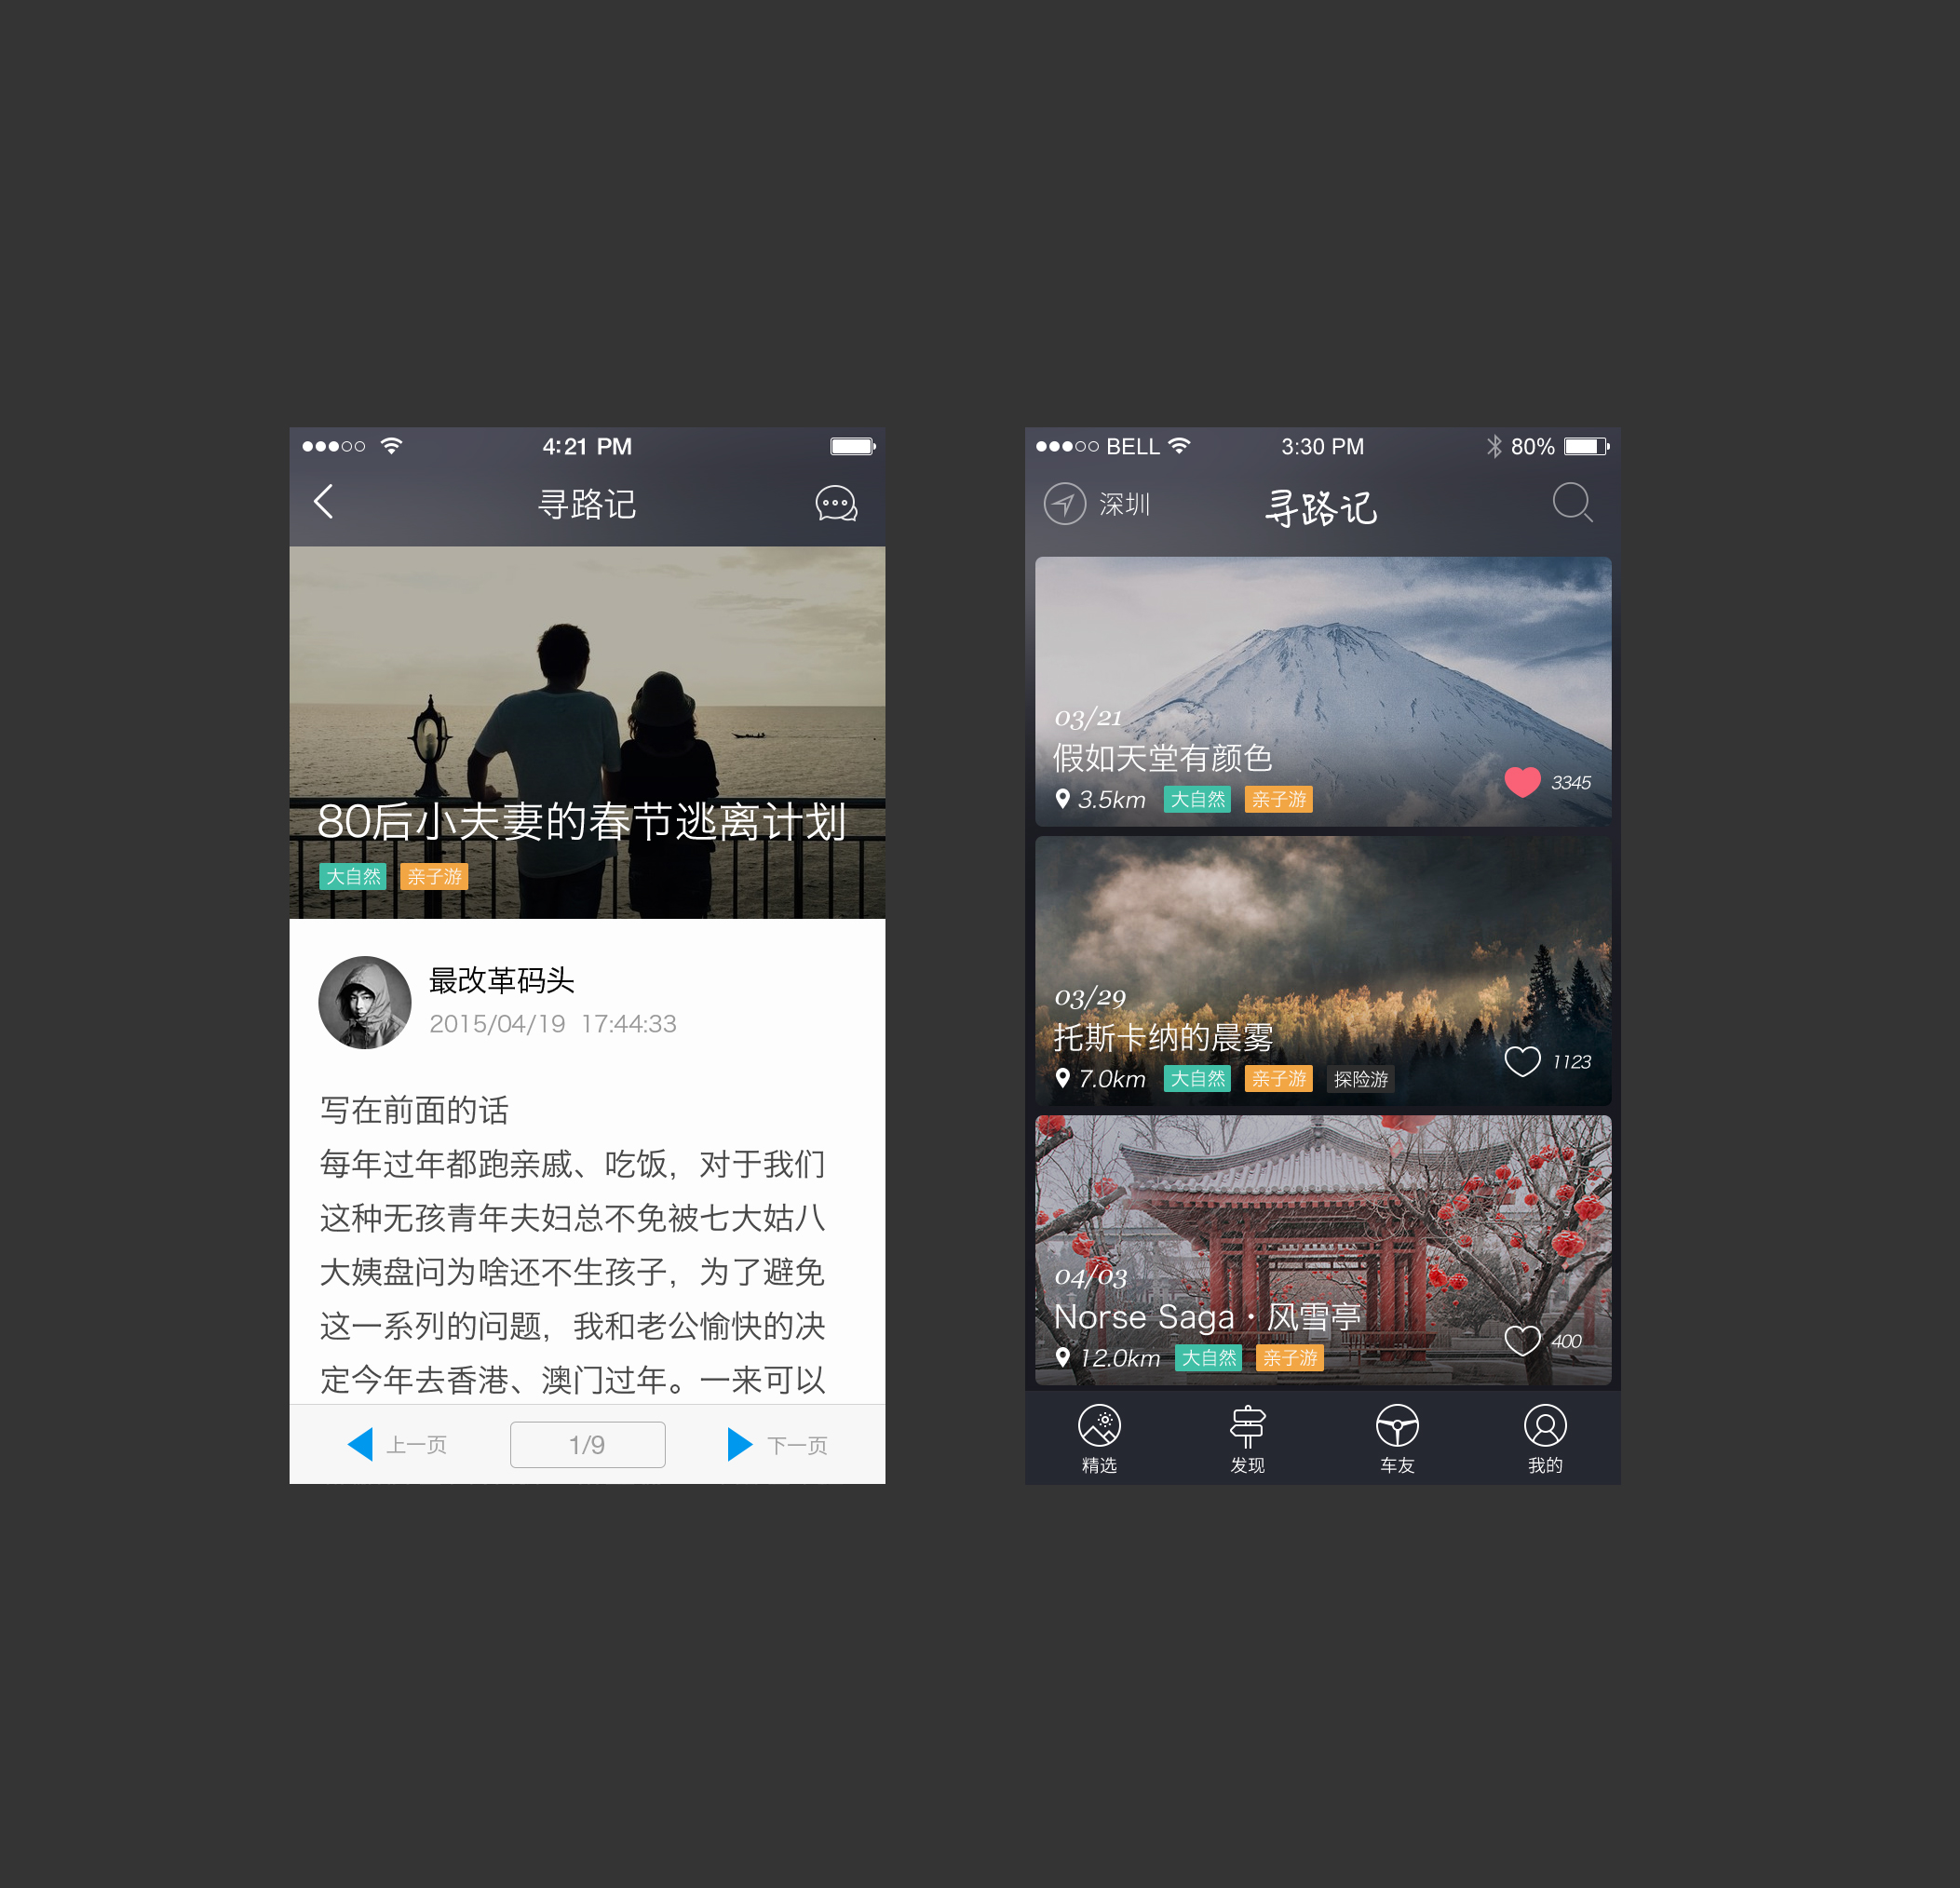 4:21 PM
寻路记
80后小夫妻的春节逃离计划
大自然 亲子游
最改革码头
2015/04/19 17:44:33
写在前面的话
每年过年都跑亲戚、吃饭，对于我们
这种无孩青年夫妇总不免被七大姑八
大姨盘问为啥还不生孩子，为了避免
这一系列的问题，我和老公愉快的决
定今年去香港、澳门过年。一来可以
上一页 1/9 下一页
BELL 3:30 PM 80%
深圳 寻路记
03/21
假如天堂有颜色
3.5km 大自然 亲子游 3345
03/29
托斯卡纳的晨雾
7.0km 大自然 亲子游 探险游 1123
04/03
Norse Saga · 风雪亭
12.0km 大自然 亲子游 400
精选 发现 车友 我的